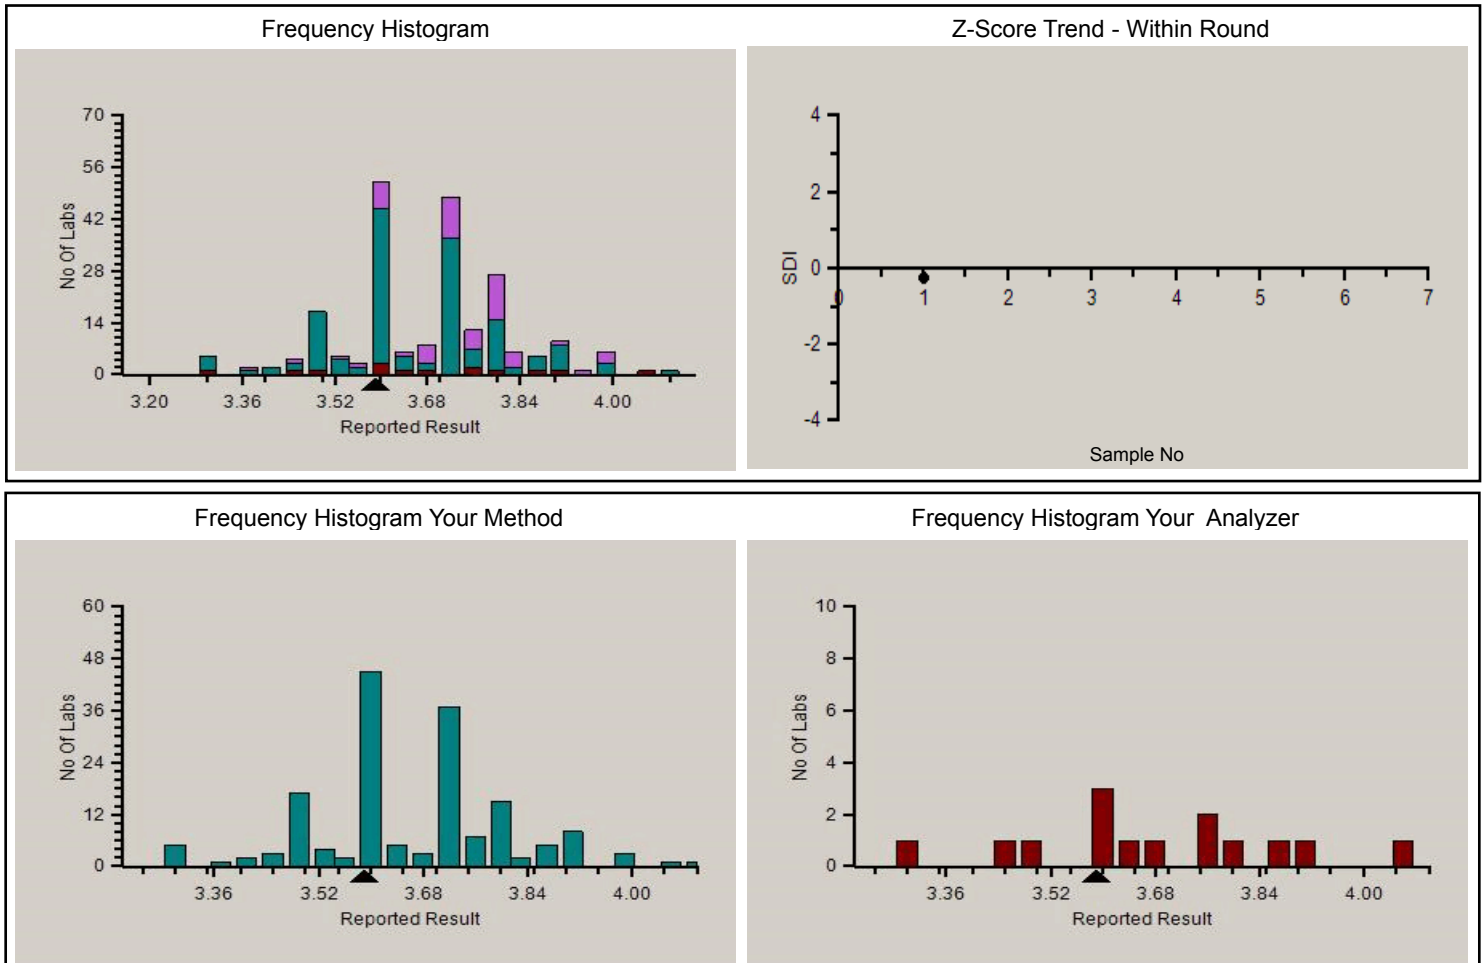 Frequency Histogram
70
56
42
28
14
0
No Of Labs
3.20 3.36 3.52 3.68 3.84 4.00
Reported Result
Z-Score Trend - Within Round
4
2
0
-2
-4
SDI
0 1 2 3 4 5 6 7
Sample No
Frequency Histogram Your Method
60
48
36
24
12
0
No Of Labs
3.36 3.52 3.68 3.84 4.00
Reported Result
Frequency Histogram Your Analyzer
10
8
6
4
2
0
No Of Labs
3.36 3.52 3.68 3.84 4.00
Reported Result